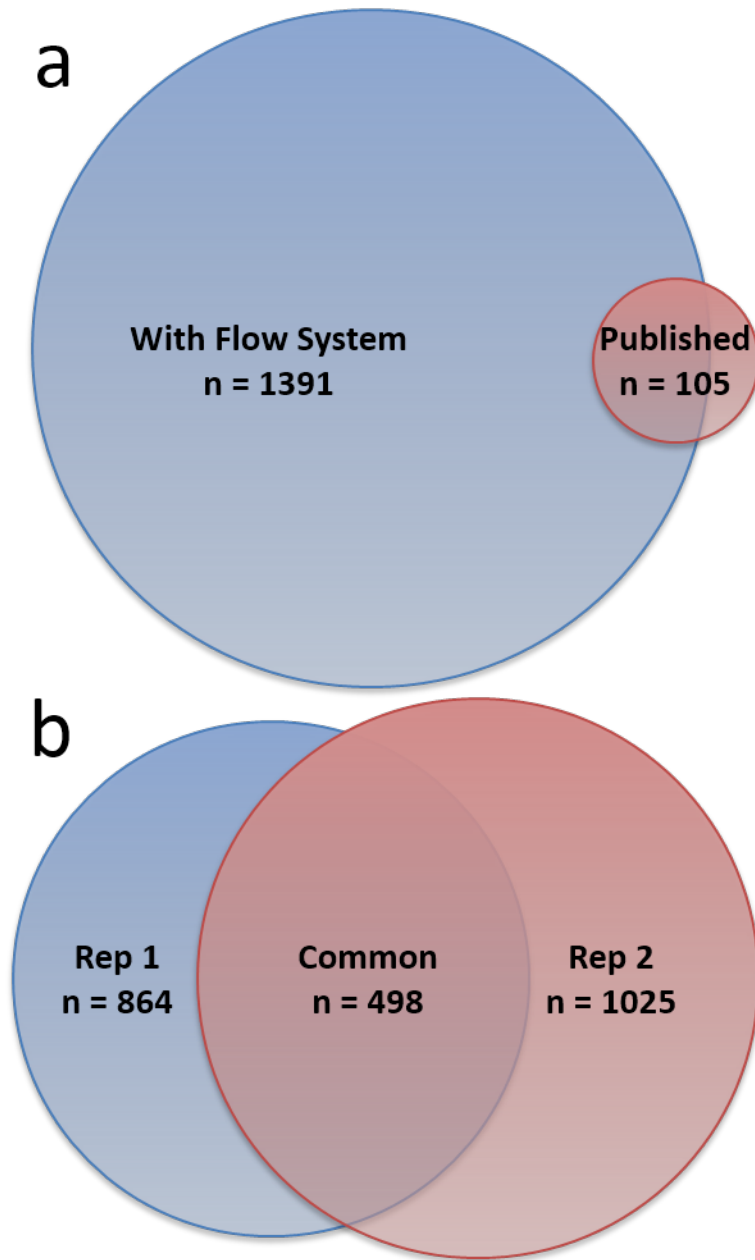 a
With Flow System
n = 1391
Published
n = 105
b
Rep 1
n = 864
Common
n = 498
Rep 2
n = 1025